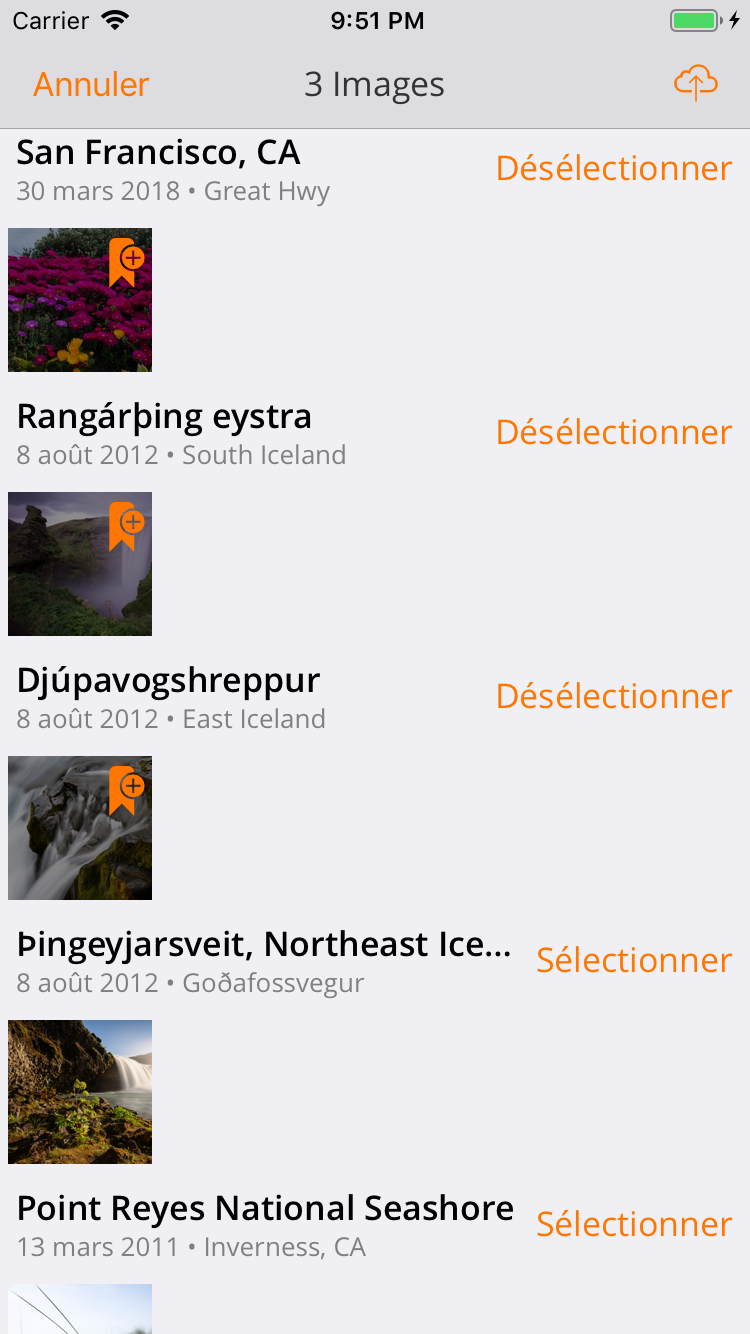 Carrier 9:51 PM
Annuler 3 Images
San Francisco, CA
Désélectionner
30 mars 2018 • Great Hwy
Rangárþing eystra
Désélectionner
8 août 2012 • South Iceland
Djúpavogshreppur
Désélectionner
8 août 2012 • East Iceland
Þingeyjarsveit, Northeast Ice...
Sélectionner
8 août 2012 • Goðafossvegur
Point Reyes National Seashore
Sélectionner
13 mars 2011 • Inverness, CA